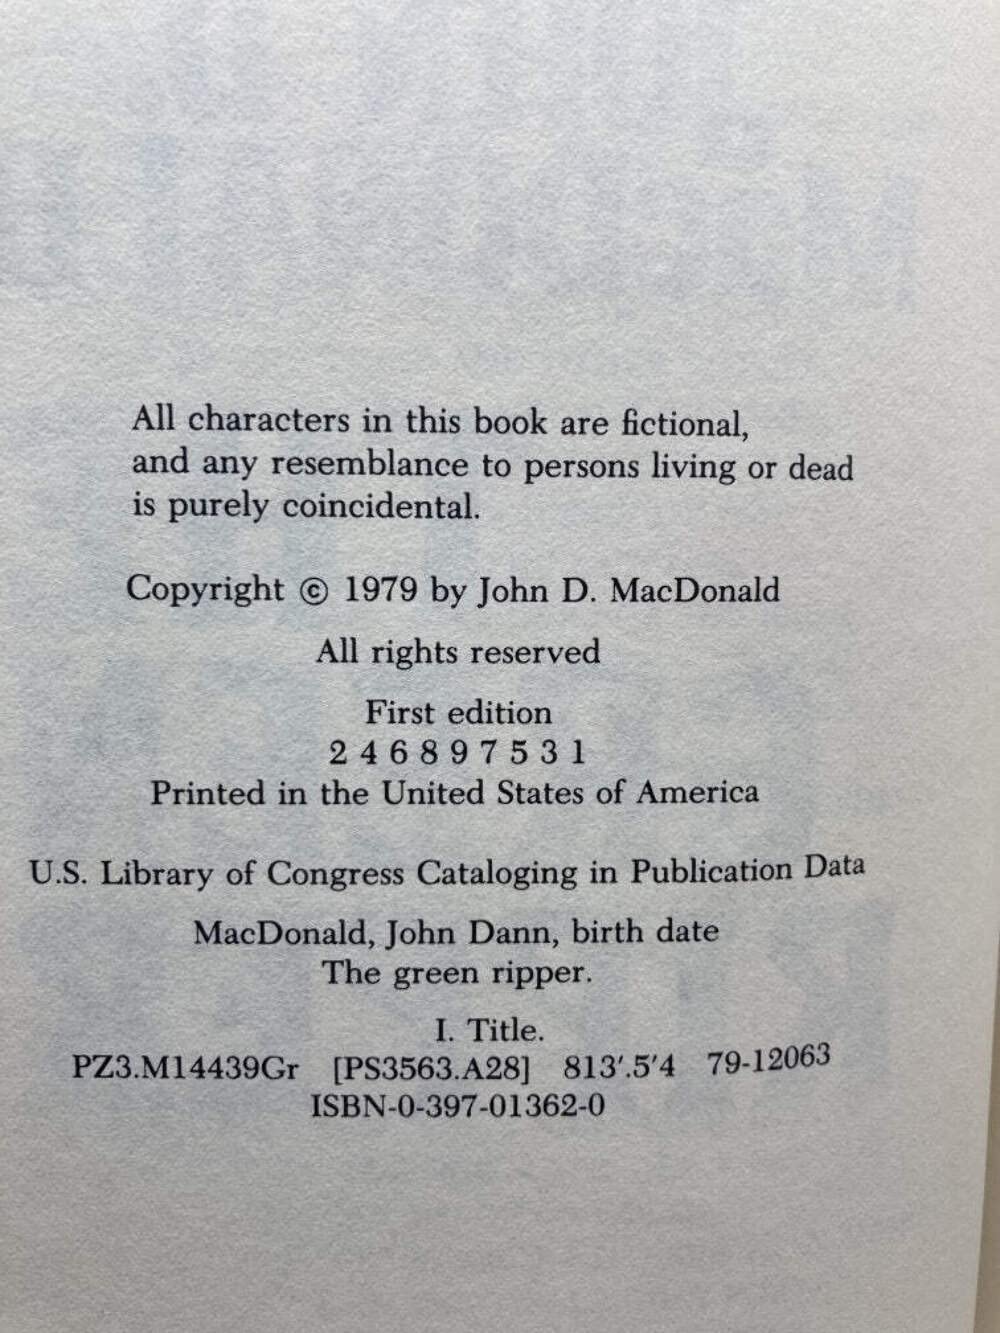 All characters in this book are fictional,
and any resemblance to persons living or dead
is purely coincidental.
Copyright © 1979 by John D. MacDonald
All rights reserved
First edition
2 4 6 8 9 7 5 3 1
Printed in the United States of America
U.S. Library of Congress Cataloging in Publication Data
MacDonald, John Dann, birth date
The green ripper.
I. Title.
PZ3.M14439Gr [PS3563.A28] 813'.5'4 79-12063
ISBN-0-397-01362-0